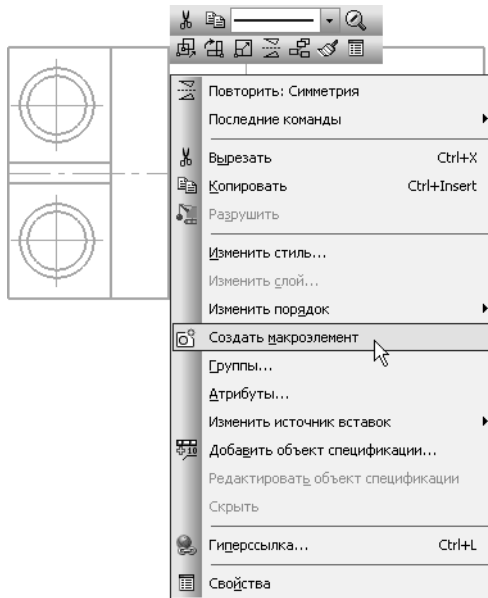 Повторить: Симметрия
Последние команды
Вырезать Ctrl+X
Копировать Ctrl+Insert
Разрушить
Изменить стиль...
Изменить слой...
Изменить порядок
Создать макроэлемент
Группы...
Атрибуты...
Изменить источник вставок
Добавить объект спецификации...
Редактировать объект спецификации
Скрыть
Гиперссылка... Ctrl+L
Свойства